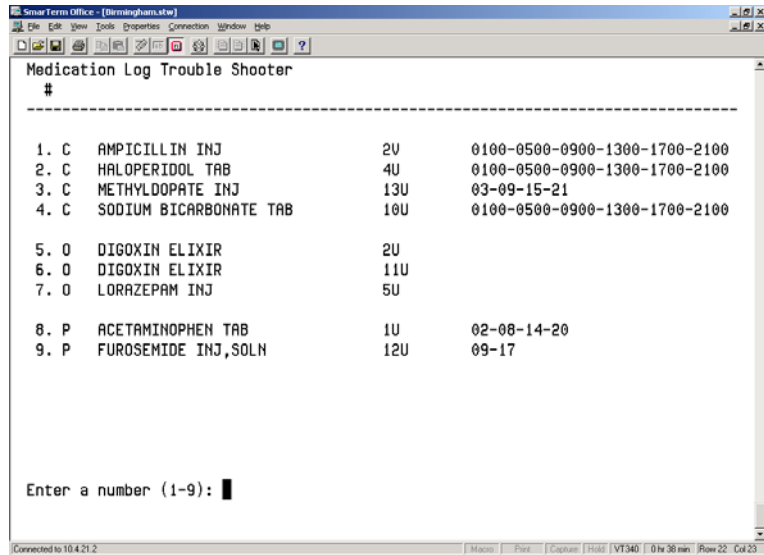 SmarTerm Office - [Birmingham.stw]
File Edit View Tools Properties Connection Window Help
Medication Log Trouble Shooter
#
--------------------------------------------------------------------------------
1. C AMPICILLIN INJ 2V 0100-0500-0900-1300-1700-2100
2. C HALOPERIDOL TAB 4U 0100-0500-0900-1300-1700-2100
3. C METHYLDOPATE INJ 13U 03-09-15-21
4. C SODIUM BICARBONATE TAB 10U 0100-0500-0900-1300-1700-2100
5. O DIGOXIN ELIXIR 2U
6. O DIGOXIN ELIXIR 11U
7. O LORAZEPAM INJ 5U
8. P ACETAMINOPHEN TAB 1U 02-08-14-20
9. P FUROSEMIDE INJ,SOLN 12U 09-17
Enter a number (1-9):
Connected to 10.4.21.2 Macro Print Capture Hold VT340 0 hr 38 min Row 22 Col 23